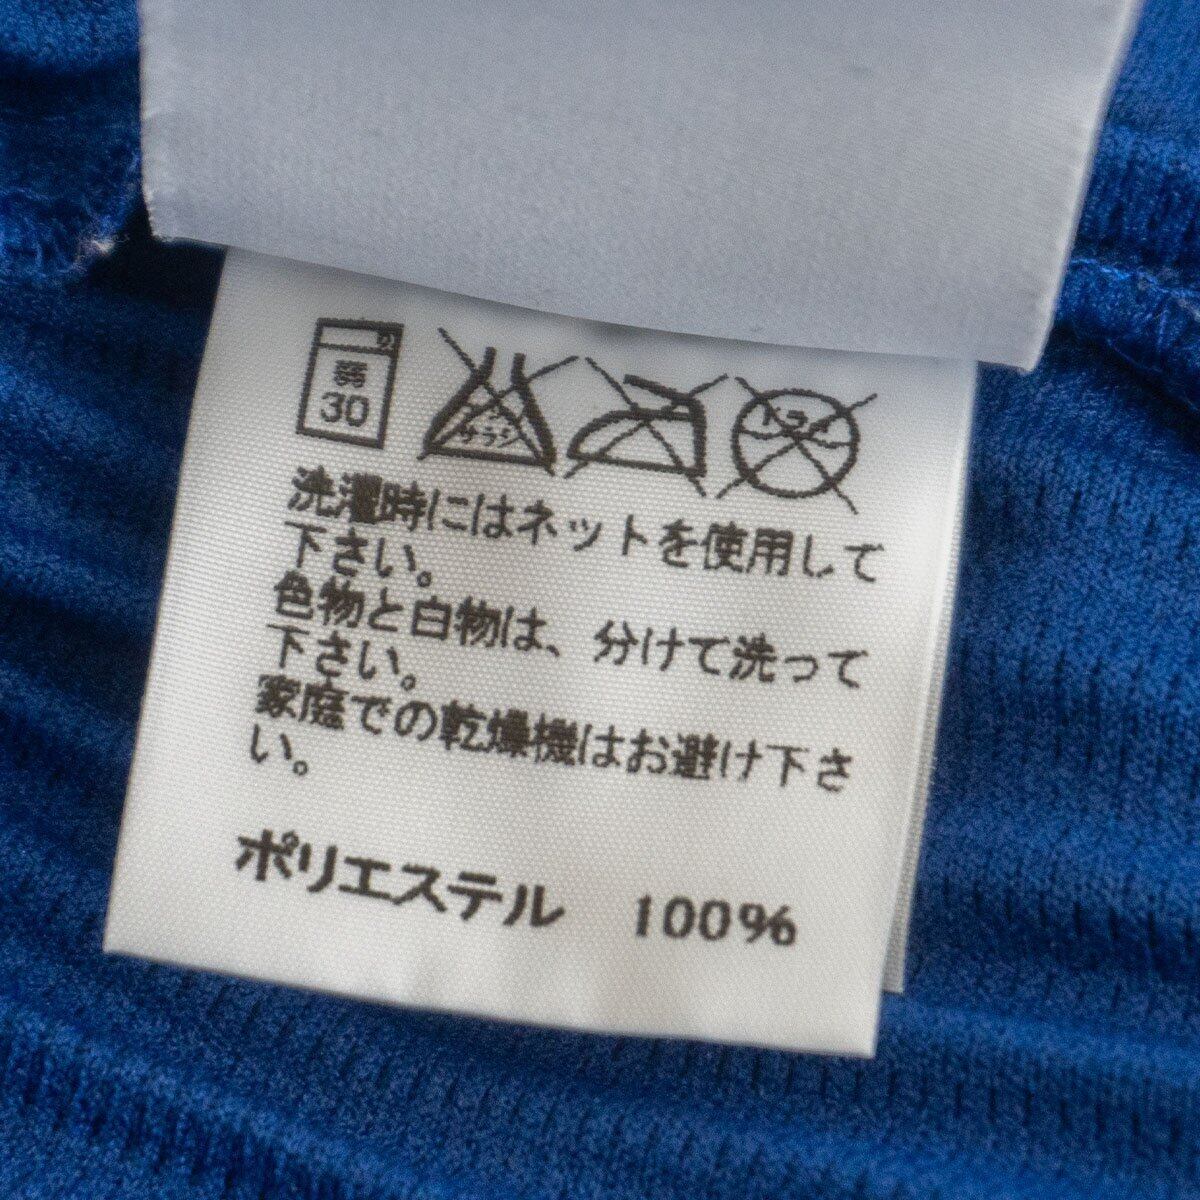 弱
30
エンソ
サラシ
ドライ
洗濯時にはネットを使用して
下さい。
色物と白物は、分けて洗って
下さい。
家庭での乾燥機はお避け下さ
い。
ポリエステル 100%